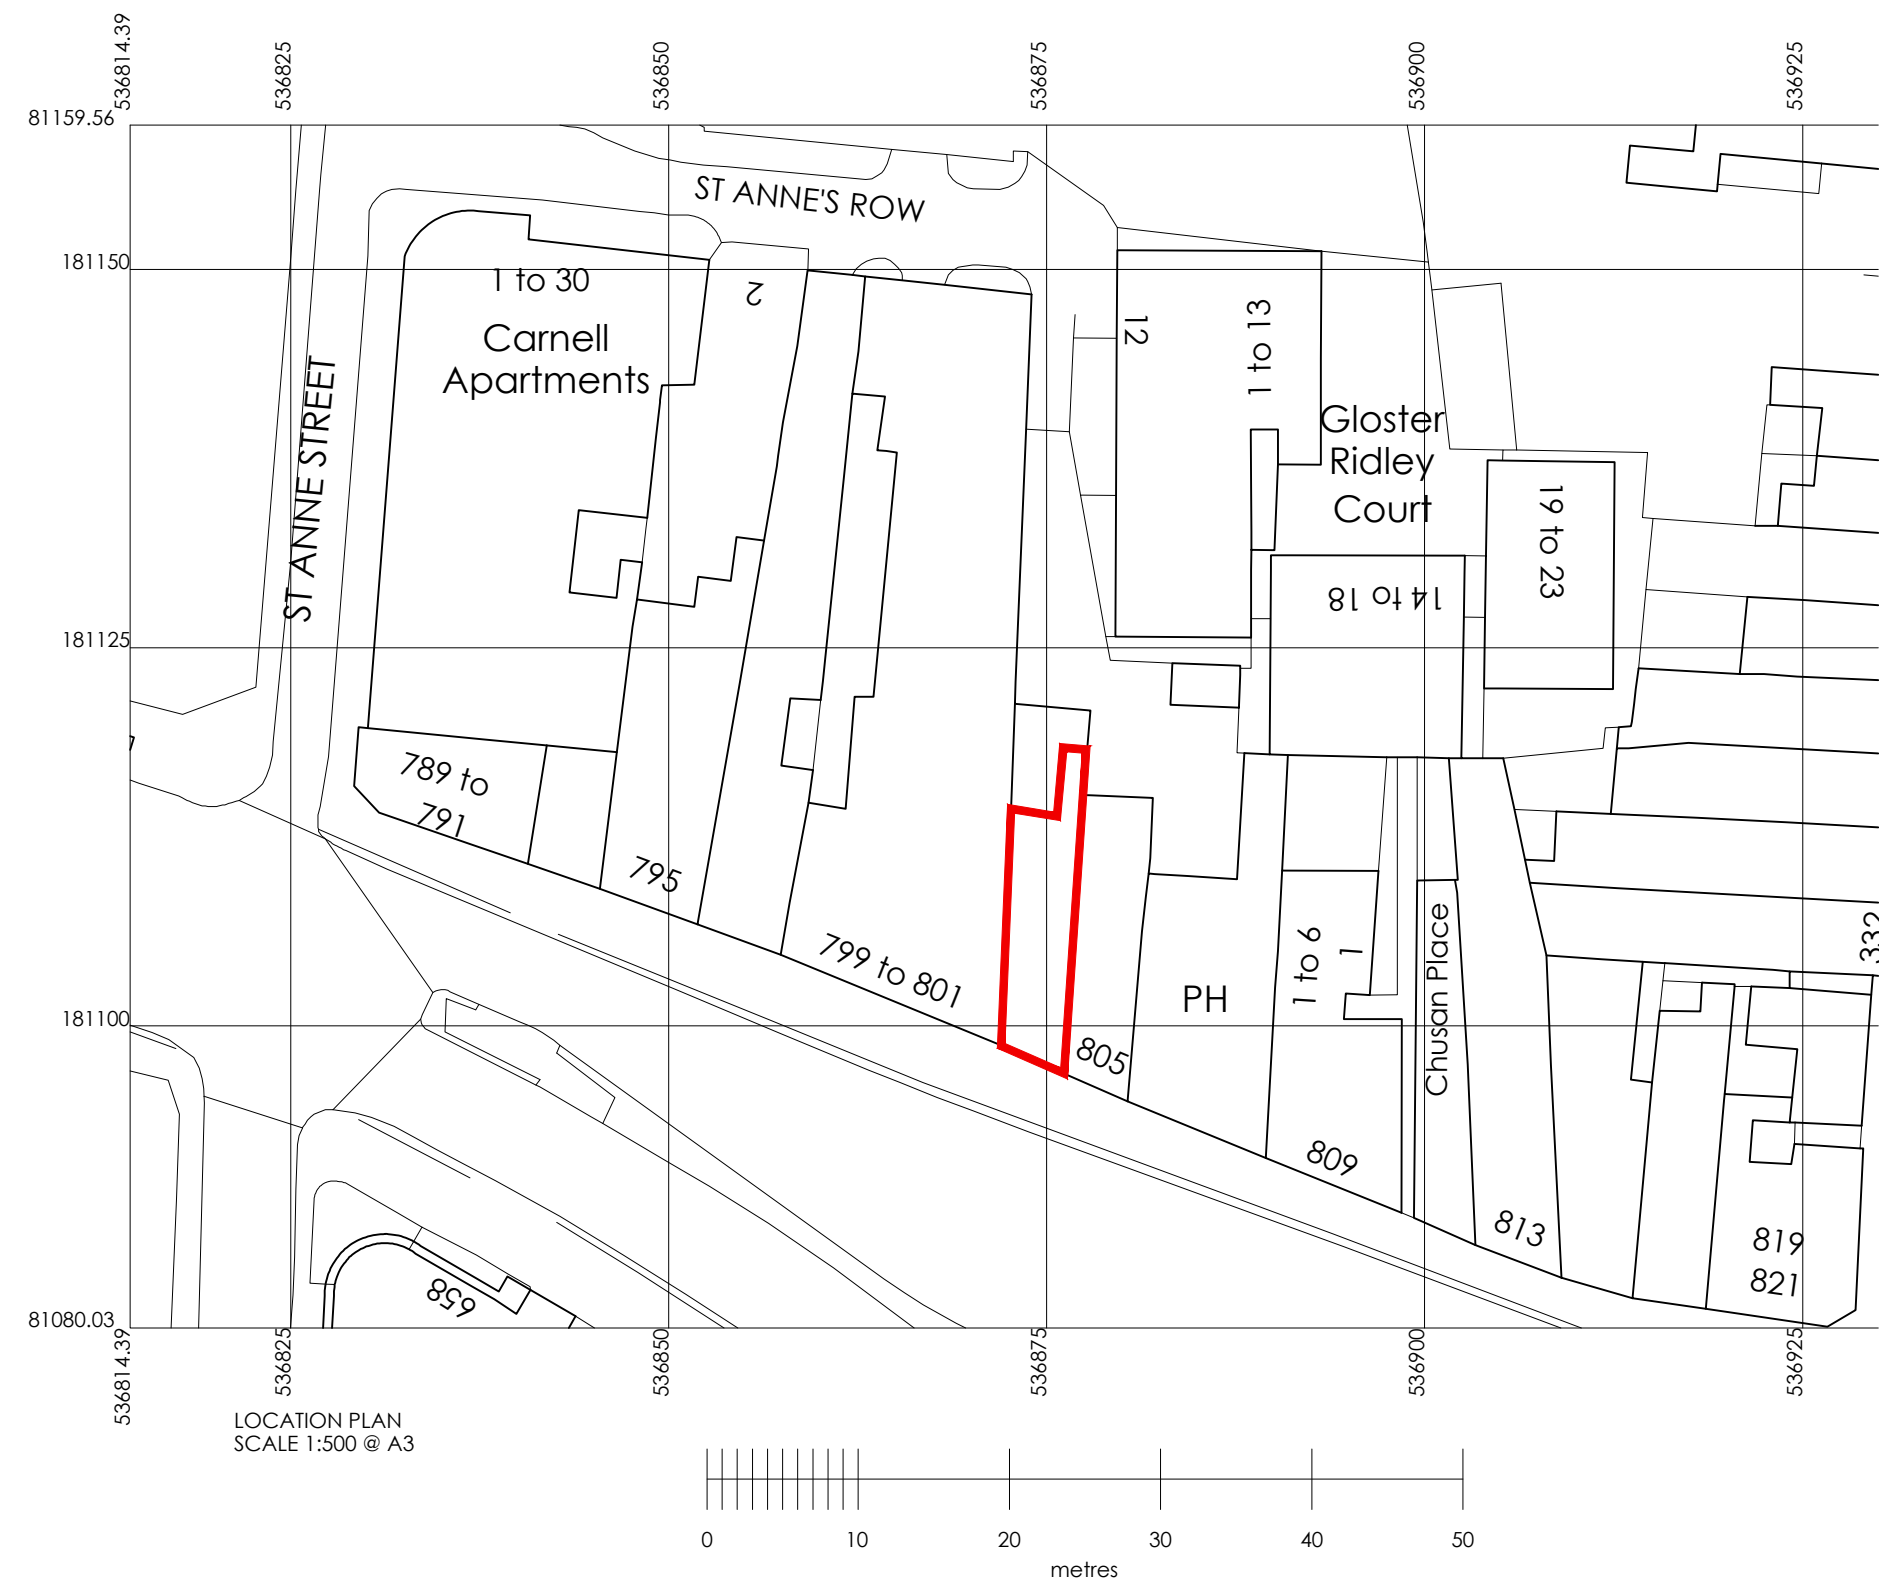 536814.39
536825
536850
536875
536900
536925
81159.56
ST ANNE'S ROW
181150
1 to 30
Carnell
Apartments
2
12
1 to 13
Gloster
Ridley
Court
ST ANNE STREET
19 to 23
14 to 18
181125
789 to
791
795
799 to 801
PH
1 to 6
1
Chusan Place
332
181100
805
809
813
819
821
658
81080.03
536814.39
536825
536850
536875
536900
536925
LOCATION PLAN
SCALE 1:500 @ A3
0 10 20 30 40 50
metres